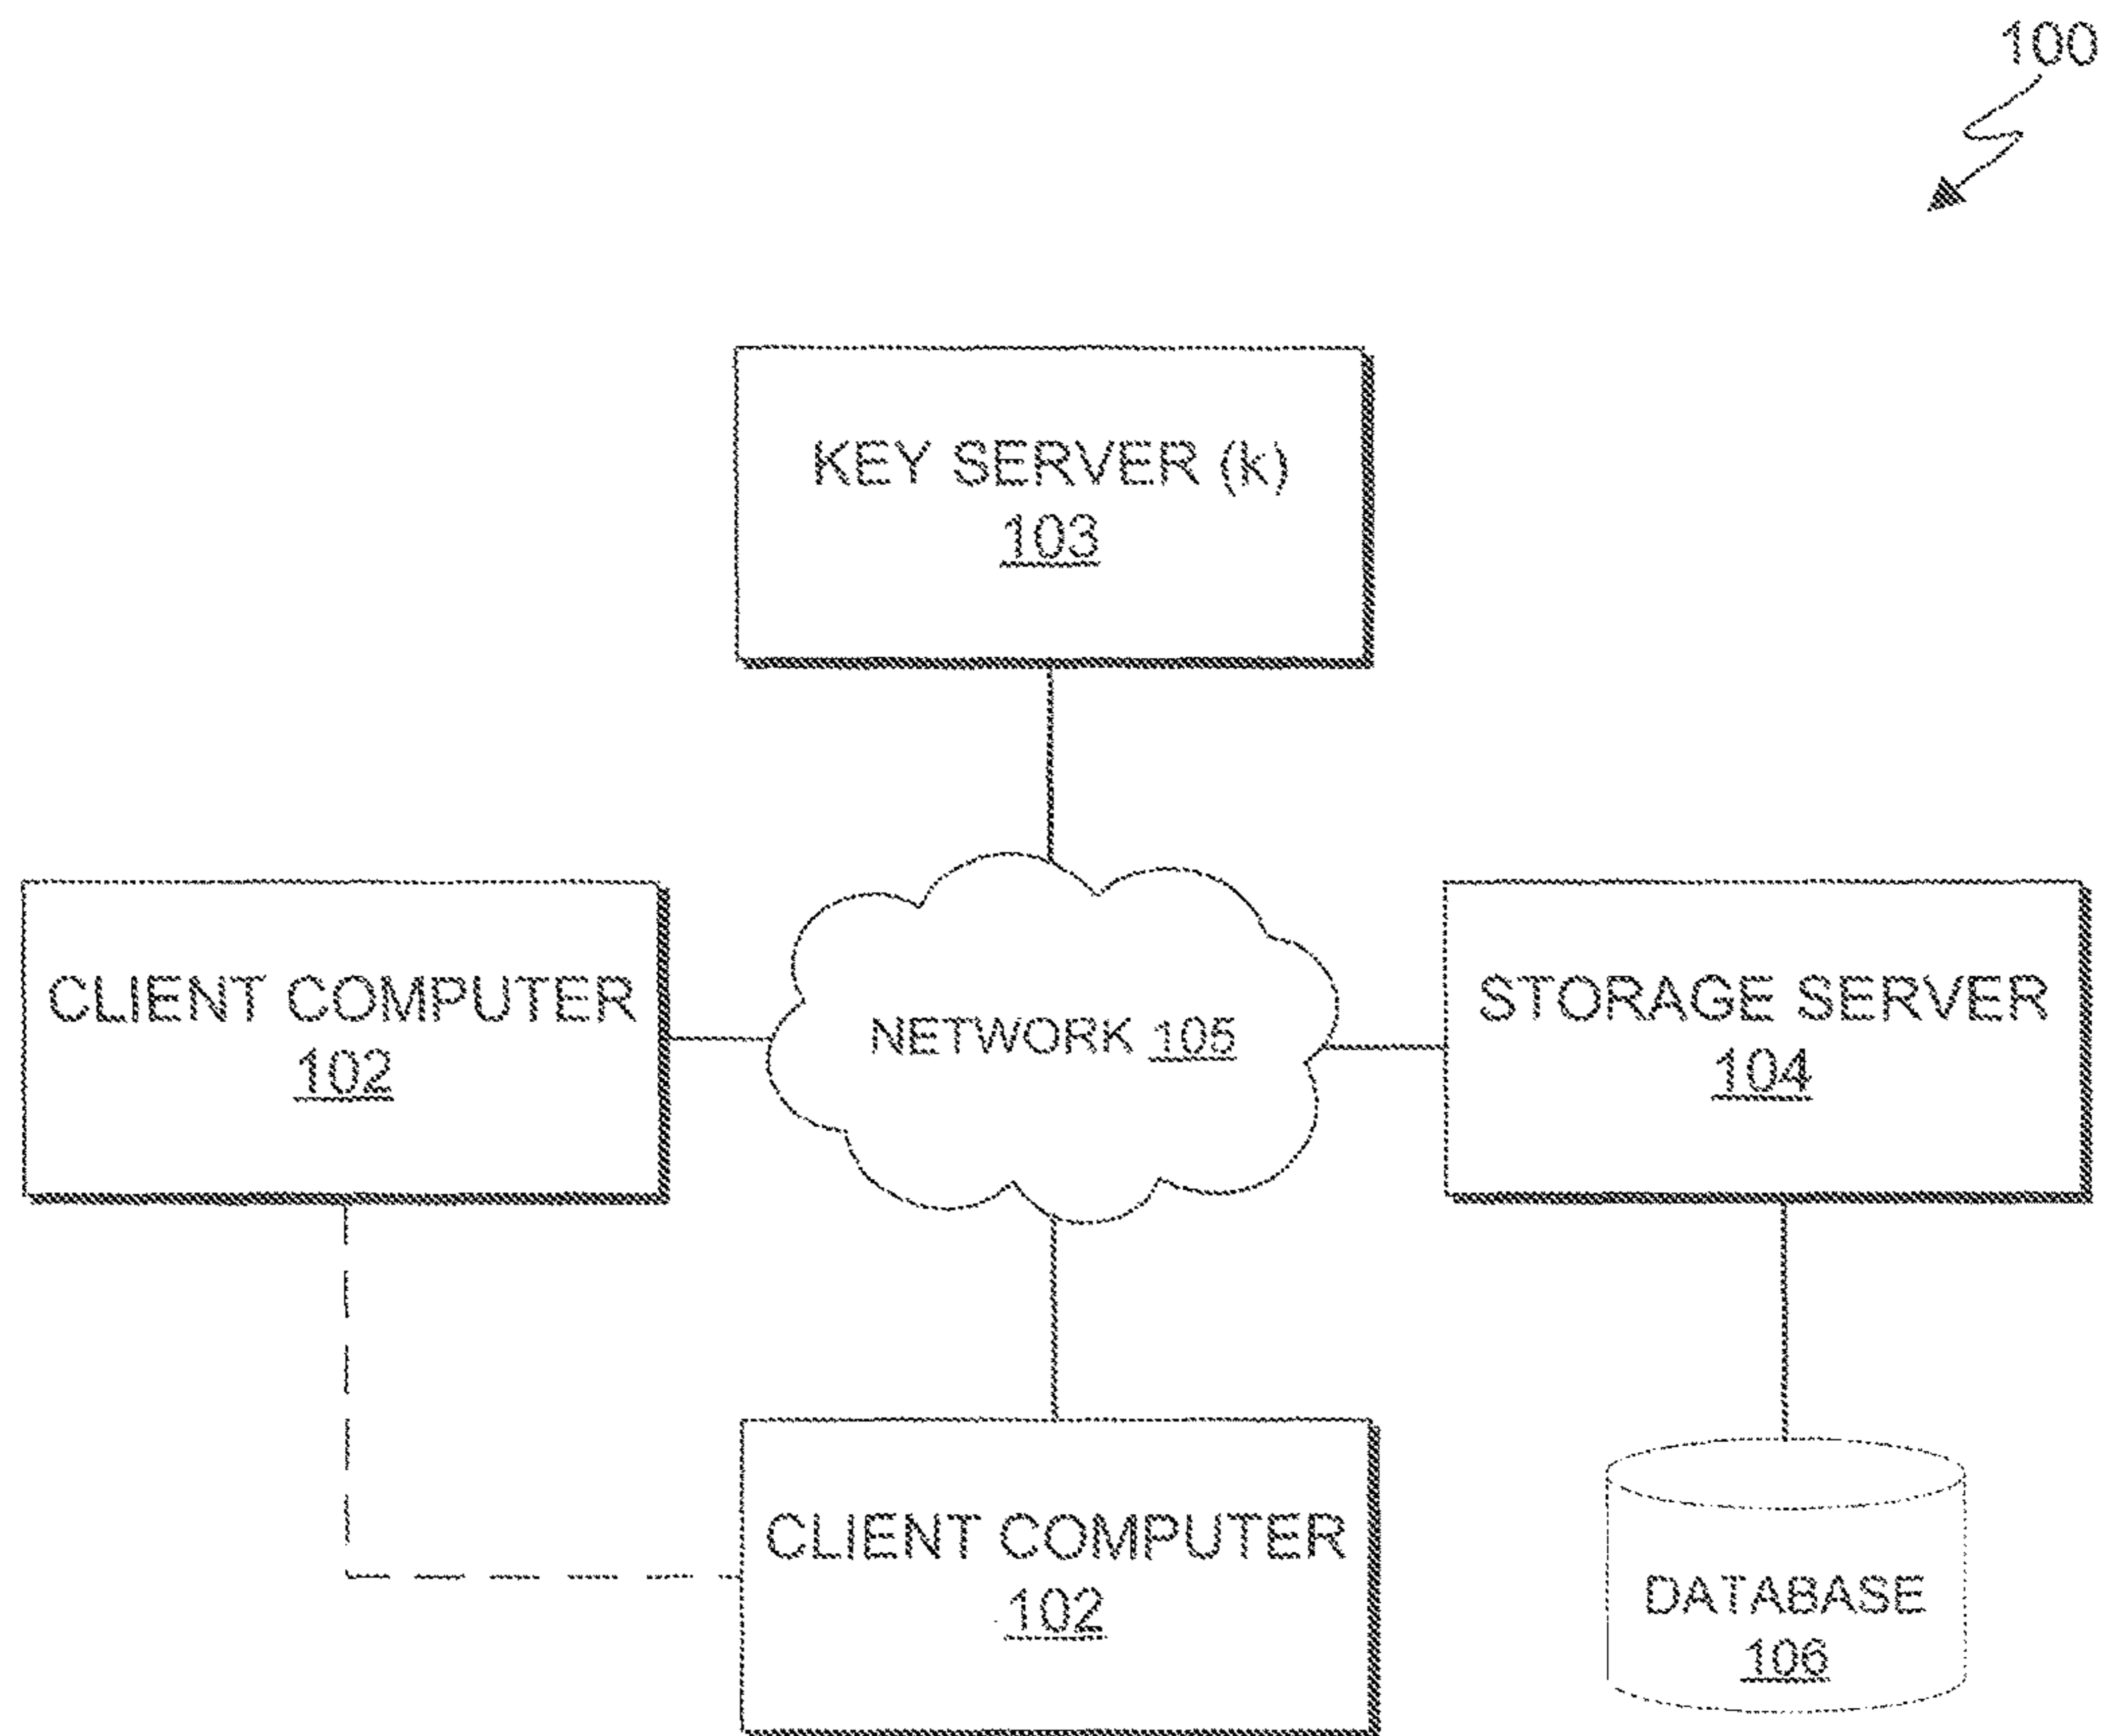 100
KEY SERVER (k)
103
CLIENT COMPUTER
102
NETWORK 105
STORAGE SERVER
104
CLIENT COMPUTER
102
DATABASE
106